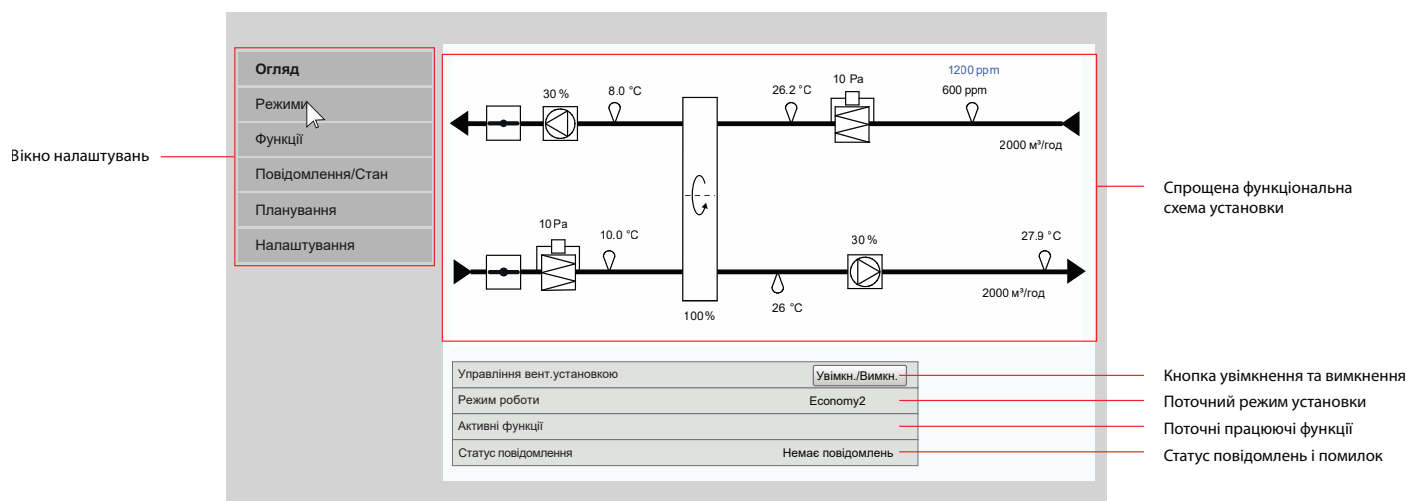 Вікно налаштувань
Огляд
Режими
Функції
Повідомлення/Стан
Планування
Налаштування
1200 ppm
10 Pa
30 %
8.0 °C
26.2 °C
600 ppm
2000 м³/год
10 Pa
10.0 °C
30 %
27.9 °C
26 °C
2000 м³/год
100 %
Спрощена функціональна
схема установки
Управління вент.установкою
Увімкн./Вимкн.
Кнопка увімкнення та вимкнення
Режим роботи
Economy2
Поточний режим установки
Активні функції
Поточні працюючі функції
Статус повідомлення
Немає повідомлень
Статус повідомлень і помилок